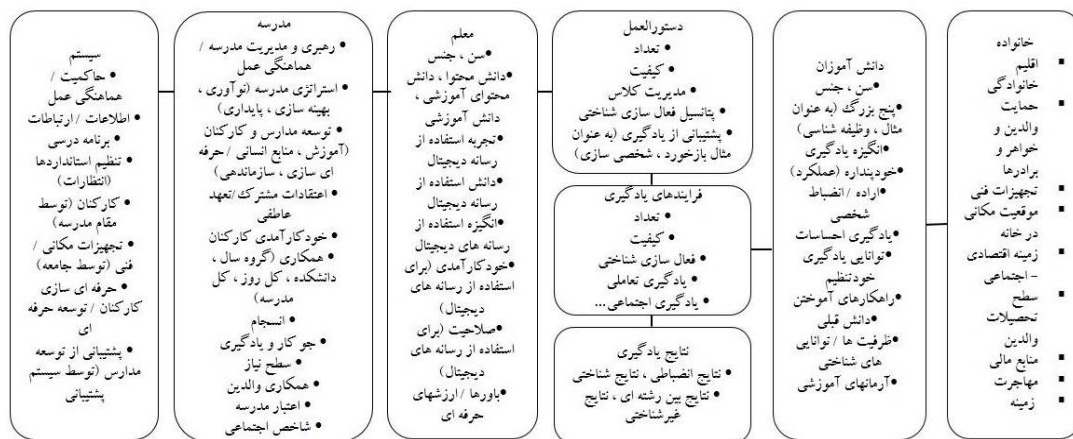 خانواده
▪ اقلیم
خانوادگی
▪ حمایت
والدین و
خواهر و
برادرها
▪ تجهیزات فنی
▪ موقعیت مکانی
در خانه
▪ زمینه اقتصادی
– اجتماعی
▪ سطح
تحصیلات
والدین
▪ منابع مالی
▪ مهاجرت
▪ زمینه
دانش آموزان
•سن ، جنس
•پنج بزرگ (به عنوان
مثال ، وظیفه شناسی)
•انگیزه یادگیری
•خودپنداره (عملکرد)
•اراده / انضباط
شخصی
•یادگیری احساسات
•توانایی یادگیری
خودتنظیم
•راهکارهای آموختن
•دانش قبلی
•ظرفیت ها / توانایی
های شناختی
•آرمانهای آموزشی
دستورالعمل
• تعداد
• کیفیت
• مدیریت کلاس
• پتانسیل فعال سازی شناختی
• پشتیبانی از یادگیری (به عنوان
مثال بازخورد ، شخصی سازی)
فرایندهای یادگیری
• تعداد
• کیفیت
• فعال سازی شناختی
• یادگیری تعاملی
• یادگیری اجتماعی...
نتایج یادگیری
• نتایج انضباطی ، نتایج شناختی
• نتایج بین رشته ای ، نتایج
غیرشناختی
معلم
• سن ، جنس
•دانش محتوا ، دانش
محتوای آموزشی ،
دانش آموزشی
•تجربه استفاده از
رسانه دیجیتال
•دانش استفاده از
رسانه دیجیتال
•انگیزه استفاده از
رسانه های دیجیتال
•خودکارآمدی (برای
استفاده از رسانه های
دیجیتال)
•صلاحیت (برای
استفاده از رسانه های
دیجیتال)
•باورها / ارزشهای
حرفه ای
مدرسه
• رهبری و مدیریت مدرسه /
هماهنگی عمل
• استراتژی مدرسه (نوآوری ،
بهینه سازی ، پایداری)
• توسعه مدارس و کارکنان
(آموزش ، منابع انسانی / حرفه
ای سازی ، سازماندهی)
• اعتقادات مشترک /تعهد
عاطفی
• خودکارآمدی کارکنان
• همکاری (گروه سال ،
دانشکده ، کل روز ، کل
مدرسه)
• انسجام
• جو کار و یادگیری
• سطح نیاز
• همکاری والدین
• اعتبار مدرسه
• شاخص اجتماعی
سیستم
• حاکمیت /
هماهنگی عمل
• اطلاعات / ارتباطات
• برنامه درسی
• تنظیم استانداردها
(انتظارات)
• کارکنان (توسط
مقام مدرسه)
• تجهیزات مکانی /
فنی (توسط جامعه)
• حرفه ای سازی
کارکنان / توسعه حرفه
ای
• پشتیبانی از توسعه
مدارس (توسط سیستم
پشتیبانی